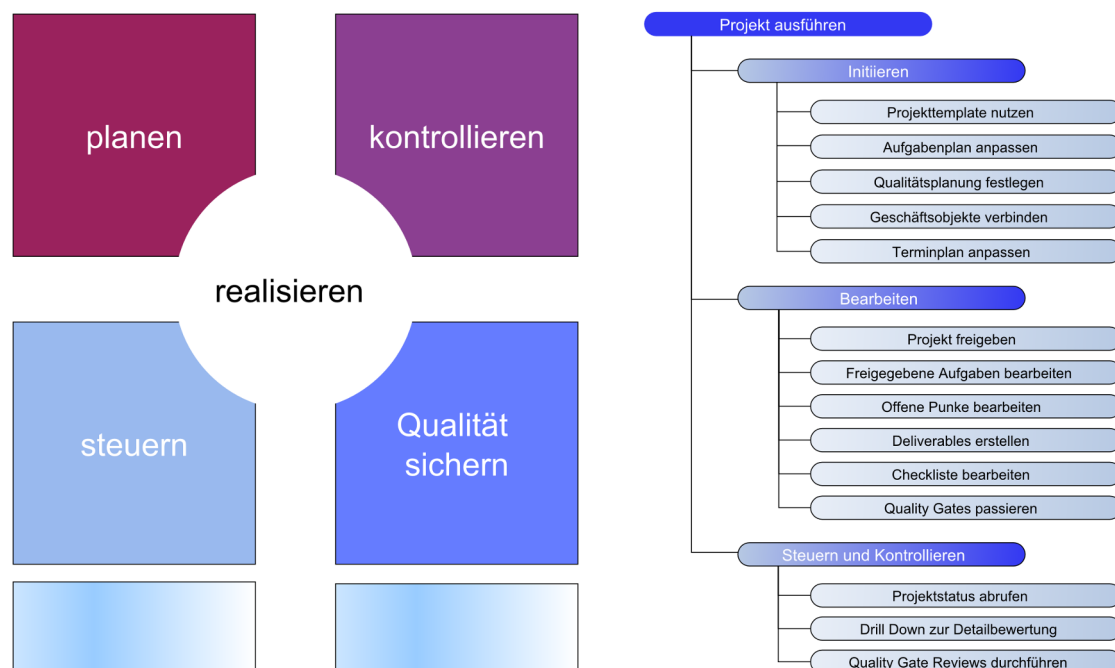 planen
kontrollieren
realisieren
steuern
Qualität
sichern
Projekt ausführen
Initiieren
Projekttemplate nutzen
Aufgabenplan anpassen
Qualitätsplanung festlegen
Geschäftsobjekte verbinden
Terminplan anpassen
Bearbeiten
Projekt freigeben
Freigegebene Aufgaben bearbeiten
Offene Punke bearbeiten
Deliverables erstellen
Checkliste bearbeiten
Quality Gates passieren
Steuern und Kontrollieren
Projektstatus abrufen
Drill Down zur Detailbewertung
Quality Gate Reviews durchführen